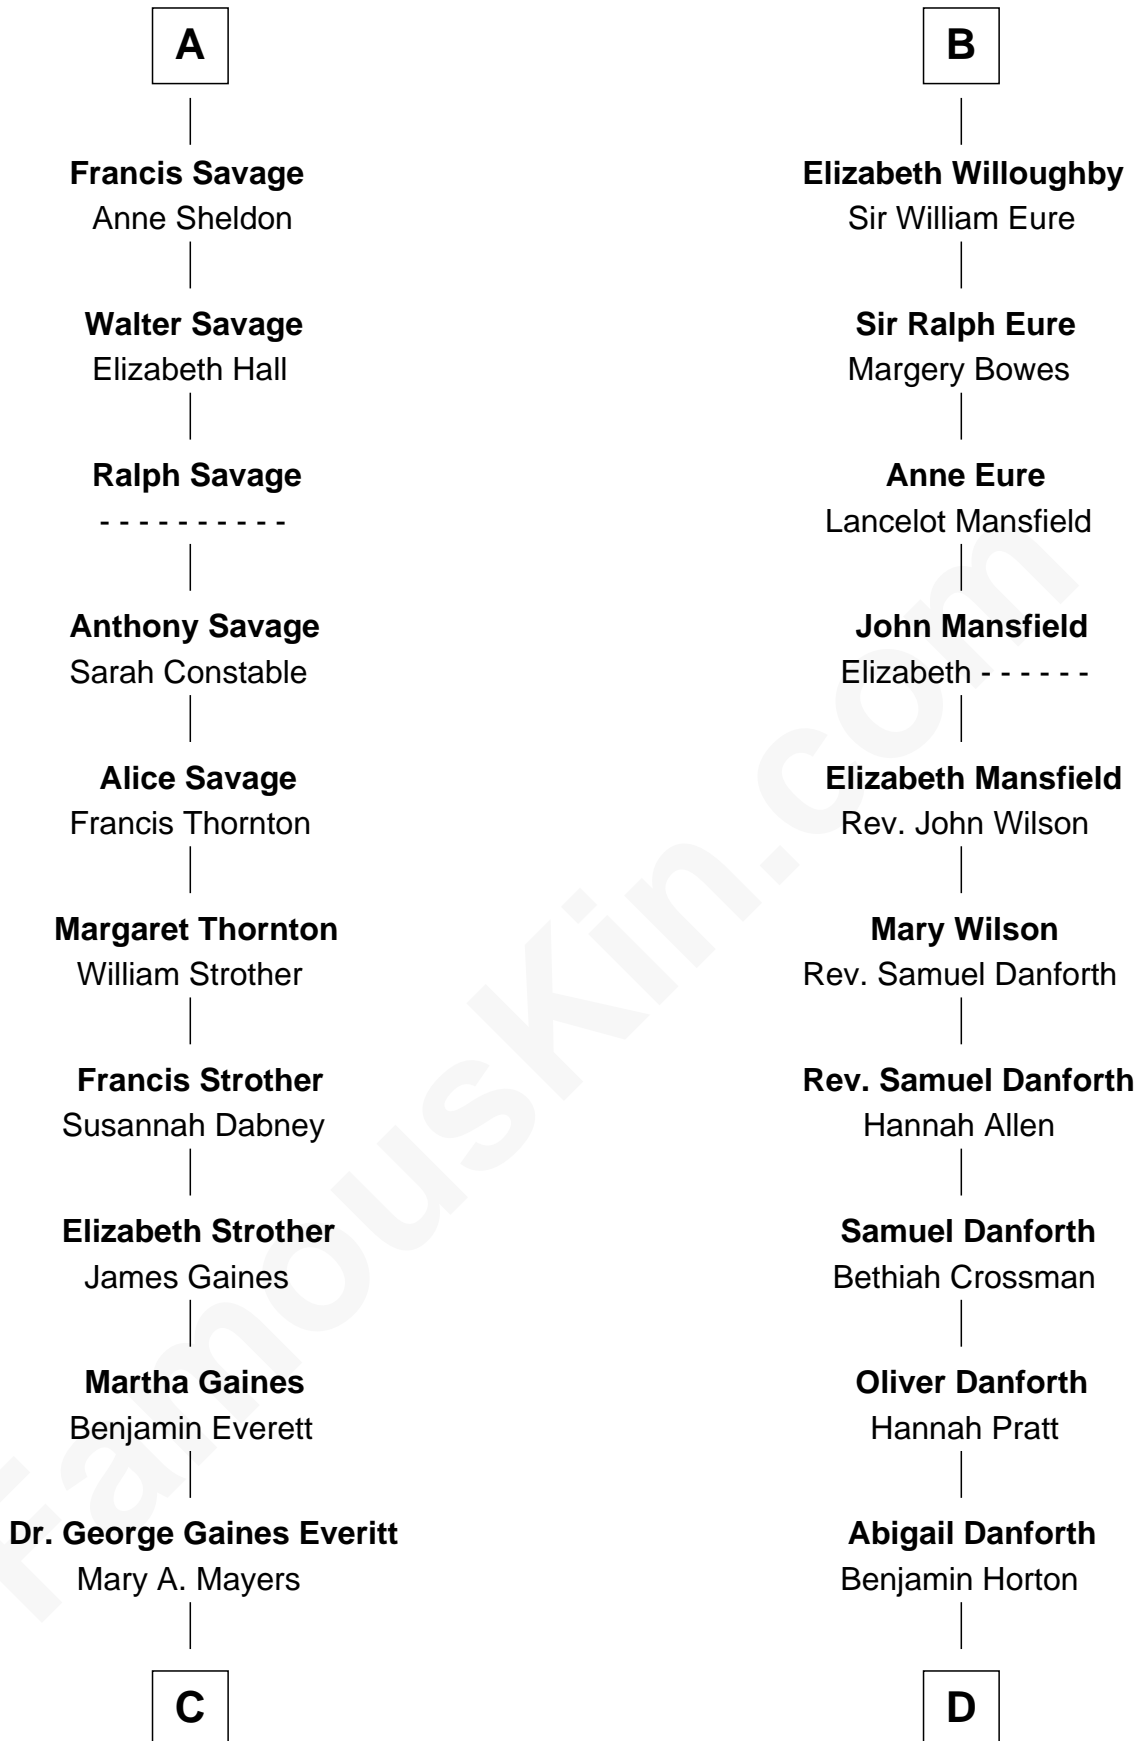 A
Francis Savage
Anne Sheldon
Walter Savage
Elizabeth Hall
Ralph Savage
- - - - - - - - - -
Anthony Savage
Sarah Constable
Alice Savage
Francis Thornton
Margaret Thornton
William Strother
Francis Strother
Susannah Dabney
Elizabeth Strother
James Gaines
Martha Gaines
Benjamin Everett
Dr. George Gaines Everitt
Mary A. Mayers
C
B
Elizabeth Willoughby
Sir William Eure
Sir Ralph Eure
Margery Bowes
Anne Eure
Lancelot Mansfield
John Mansfield
Elizabeth - - - - - -
Elizabeth Mansfield
Rev. John Wilson
Mary Wilson
Rev. Samuel Danforth
Rev. Samuel Danforth
Hannah Allen
Samuel Danforth
Bethiah Crossman
Oliver Danforth
Hannah Pratt
Abigail Danforth
Benjamin Horton
D
FamousKin.com